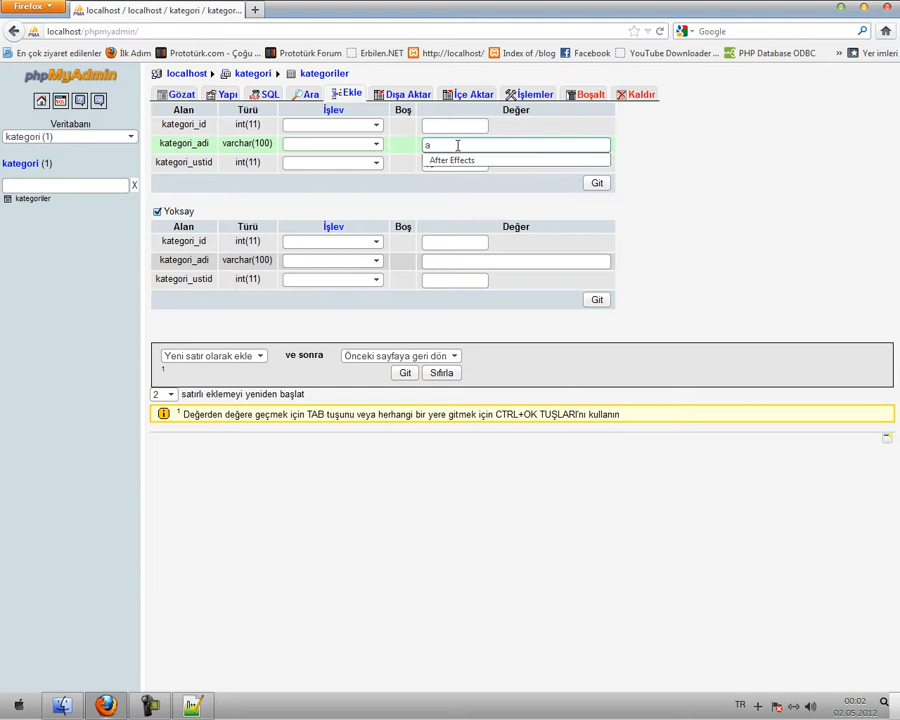 Firefox
localhost / localhost / kategori / kategor...
localhost/phpmyadmin/
Google
En çok ziyaret edilenler
İlk Adım
Prototürk.com - Çoğu ...
Prototürk Forum
Erbilen.NET
http://localhost/
Index of /blog
Facebook
YouTube Downloader ...
PHP Database ODBC
»
Yer imleri
phpMyAdmin
Veritabanı
kategori (1)
kategori (1)
X
kategoriler
localhost
kategori
kategoriler
Gözat
Yapı
SQL
Ara
Ekle
Dışa Aktar
İçe Aktar
İşlemler
Boşalt
Kaldır
Alan Türü İşlev Boş Değer
kategori_id int(11)
kategori_adi varchar(100) a
After Effects
kategori_ustid int(11)
Git
Yoksay
Alan Türü İşlev Boş Değer
kategori_id int(11)
kategori_adi varchar(100)
kategori_ustid int(11)
Git
Yeni satır olarak ekle ve sonra Önceki sayfaya geri dön
1
Git Sıfırla
2 satırlı eklemeyi yeniden başlat
1 Değerden değere geçmek için TAB tuşunu veya herhangi bir yere gitmek için CTRL+OK TUŞLARI'nı kullanın
TR
00:02
02.05.2012